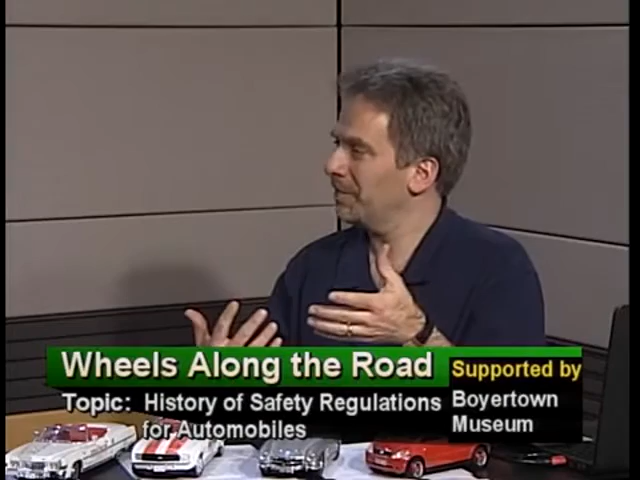 Wheels Along the Road
Supported by
Boyertown
Museum
Topic: History of Safety Regulations
for Automobiles